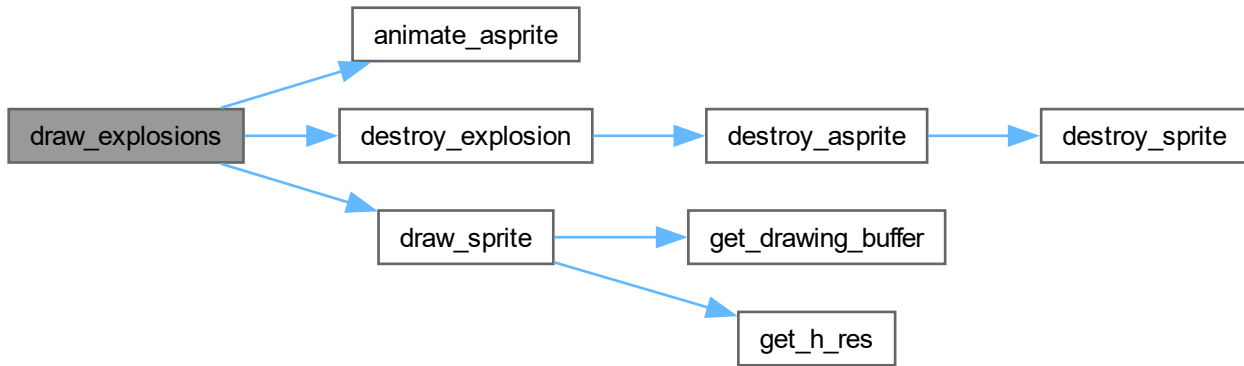 animate_asprite
draw_explosions
destroy_explosion
destroy_asprite
destroy_sprite
draw_sprite
get_drawing_buffer
get_h_res